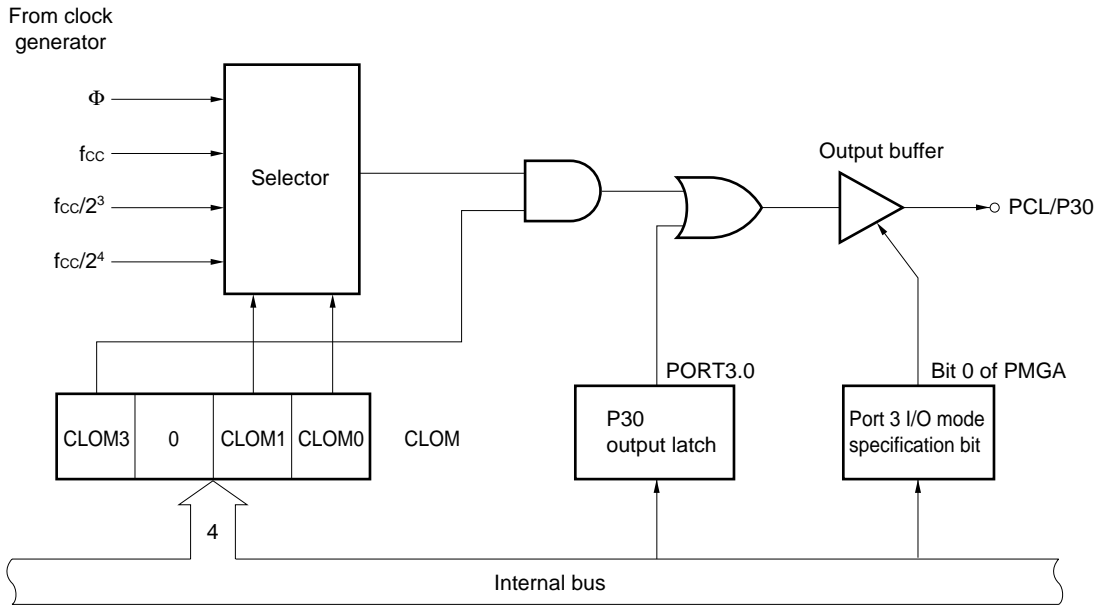 From clock
generator
Φ
fCC
fCC/2³
fCC/2⁴
Selector
Output buffer
PCL/P30
PORT3.0
Bit 0 of PMGA
CLOM3
0
CLOM1
CLOM0
CLOM
P30
output latch
Port 3 I/O mode
specification bit
4
Internal bus